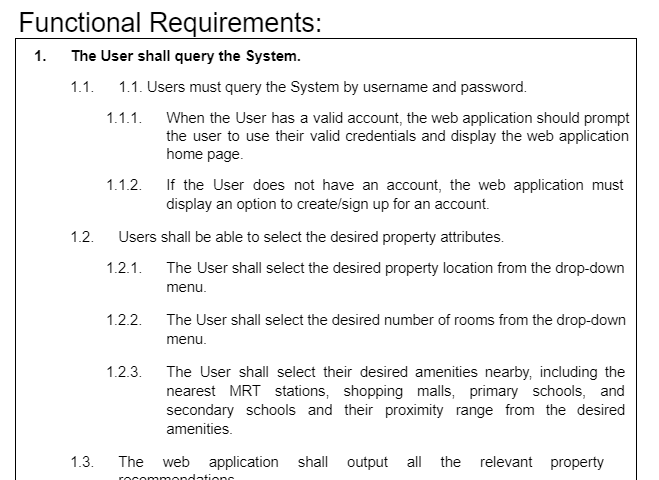 Functional Requirements:
1. The User shall query the System.
1.1. 1.1. Users must query the System by username and password.
1.1.1. When the User has a valid account, the web application should prompt
the user to use their valid credentials and display the web application
home page.
1.1.2. If the User does not have an account, the web application must
display an option to create/sign up for an account.
1.2. Users shall be able to select the desired property attributes.
1.2.1. The User shall select the desired property location from the drop-down
menu.
1.2.2. The User shall select the desired number of rooms from the drop-down
menu.
1.2.3. The User shall select their desired amenities nearby, including the
nearest MRT stations, shopping malls, primary schools, and
secondary schools and their proximity range from the desired
amenities.
1.3. The web application shall output all the relevant property
recommendations